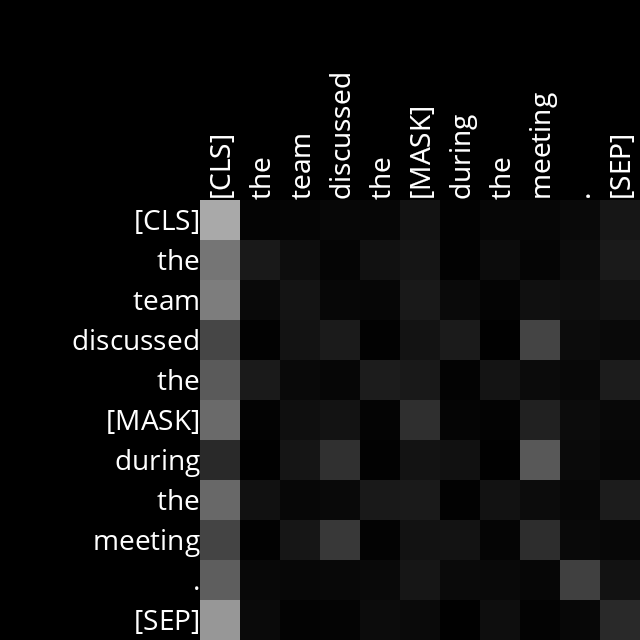 [CLS] the team discussed the [MASK] during the meeting . [SEP]
[CLS]
the
team
discussed
the
[MASK]
during
the
meeting
.
[SEP]